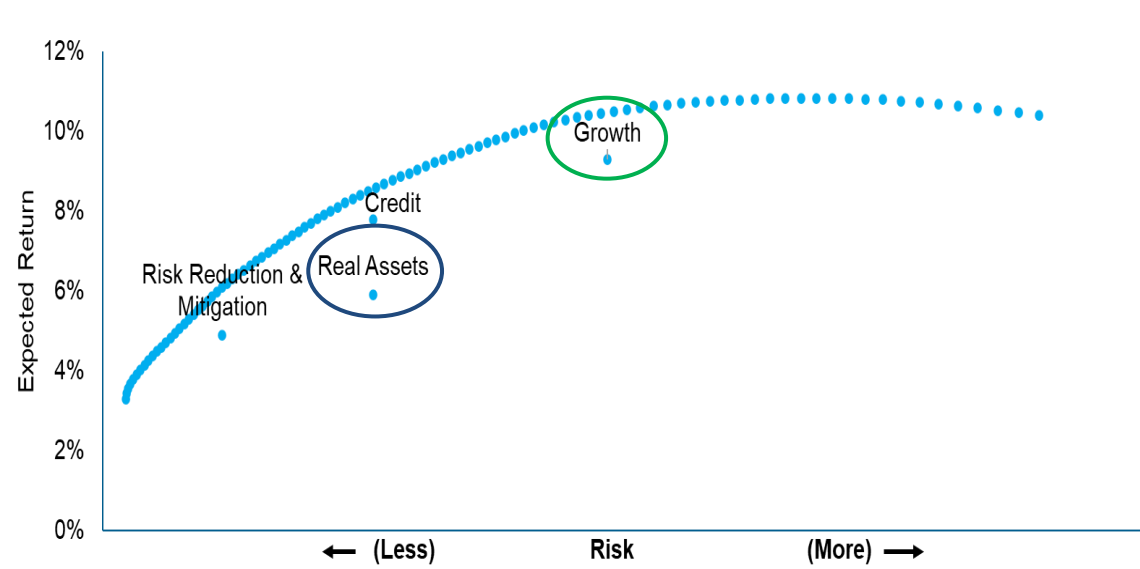 12%
10%
8%
6%
4%
2%
0%
Expected Return
Growth
Credit
Real Assets
Risk Reduction &
Mitigation
(Less)
Risk
(More)